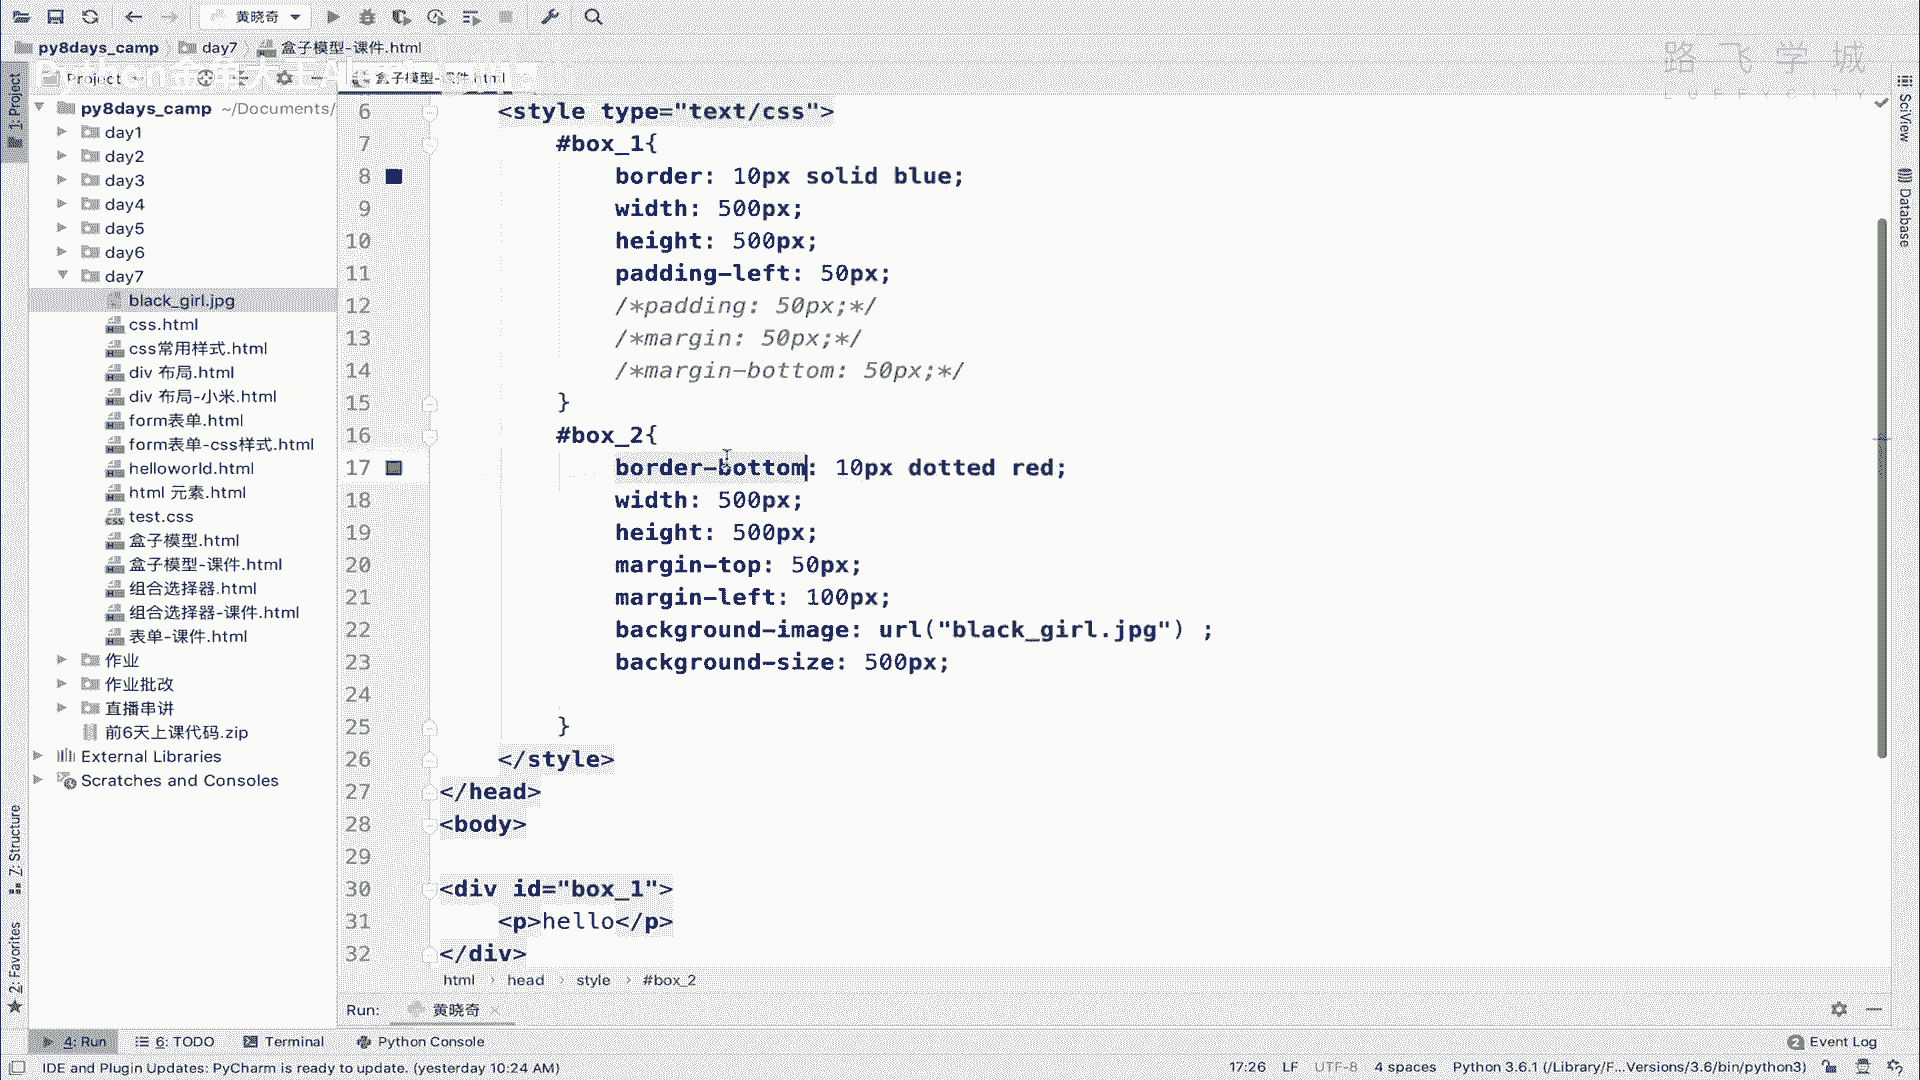 黄晓奇
py8days_camp day7 盒子模型-课件.html
路飞学城
LUFFYCITY
Project
盒子模型-课件.html
1: Project
py8days_camp ~/Documents/
day1
day2
day3
day4
day5
day6
day7
black_girl.jpg
css.html
css常用样式.html
div 布局.html
div 布局-小米.html
form表单.html
form表单-css样式.html
helloworld.html
html 元素.html
test.css
盒子模型.html
盒子模型-课件.html
组合选择器.html
组合选择器-课件.html
表单-课件.html
作业
作业批改
直播串讲
前6天上课代码.zip
External Libraries
Scratches and Consoles
6 <style type="text/css">
7 #box_1{
8 border: 10px solid blue;
9 width: 500px;
10 height: 500px;
11 padding-left: 50px;
12 /*padding: 50px;*/
13 /*margin: 50px;*/
14 /*margin-bottom: 50px;*/
15 }
16 #box_2{
17 border-bottom: 10px dotted red;
18 width: 500px;
19 height: 500px;
20 margin-top: 50px;
21 margin-left: 100px;
22 background-image: url("black_girl.jpg") ;
23 background-size: 500px;
24
25 }
26 </style>
27 </head>
28 <body>
29
30 <div id="box_1">
31 <p>hello</p>
32 </div>
html head style #box_2
SciView
Database
Z: Structure
2: Favorites
Run: 黄晓奇
4: Run 6: TODO Terminal Python Console 2 Event Log
IDE and Plugin Updates: PyCharm is ready to update. (yesterday 10:24 AM) 17:26 LF UTF-8 4 spaces Python 3.6.1 (/Library/F...Versions/3.6/bin/python3)